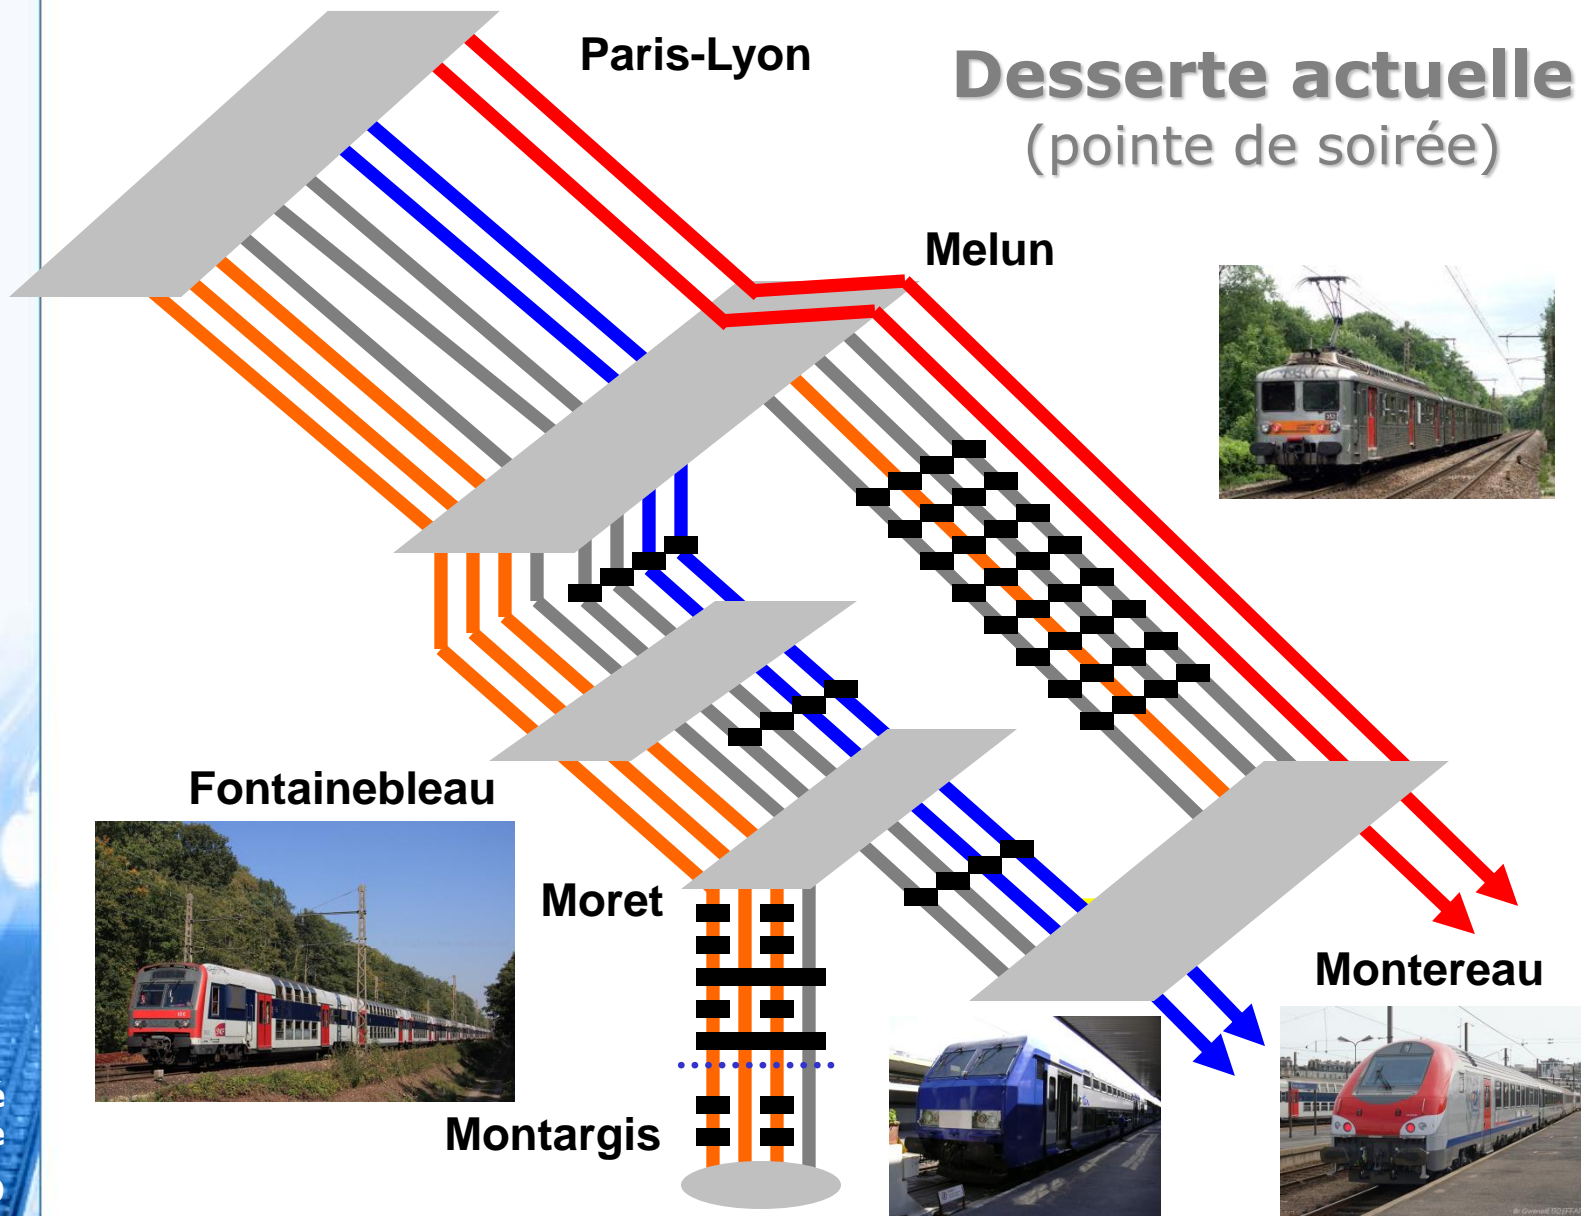 Paris-Lyon
Desserte actuelle
(pointe de soirée)
Melun
Fontainebleau
Moret
Montereau
Montargis